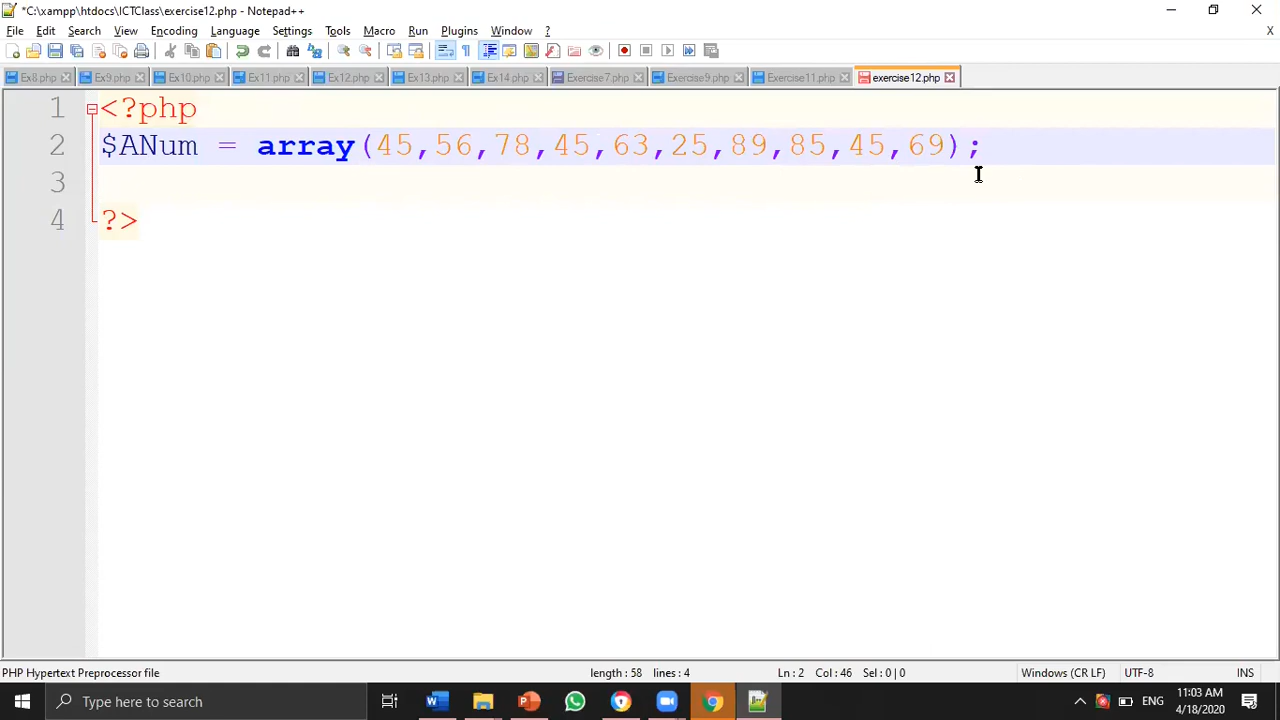 *C:\xampp\htdocs\ICTClass\exercise12.php - Notepad++
File Edit Search View Encoding Language Settings Tools Macro Run Plugins Window ? X
Ex8.php Ex9.php Ex10.php Ex11.php Ex12.php Ex13.php Ex14.php Exercise7.php Exercise9.php Exercise11.php exercise12.php
1 <?php
2 $ANum = array(45,56,78,45,63,25,89,85,45,69);
3
4 ?>
PHP Hypertext Preprocessor file length : 58 lines : 4 Ln : 2 Col : 46 Sel : 0 | 0 Windows (CR LF) UTF-8 INS
Type here to search ENG 11:03 AM
4/18/2020